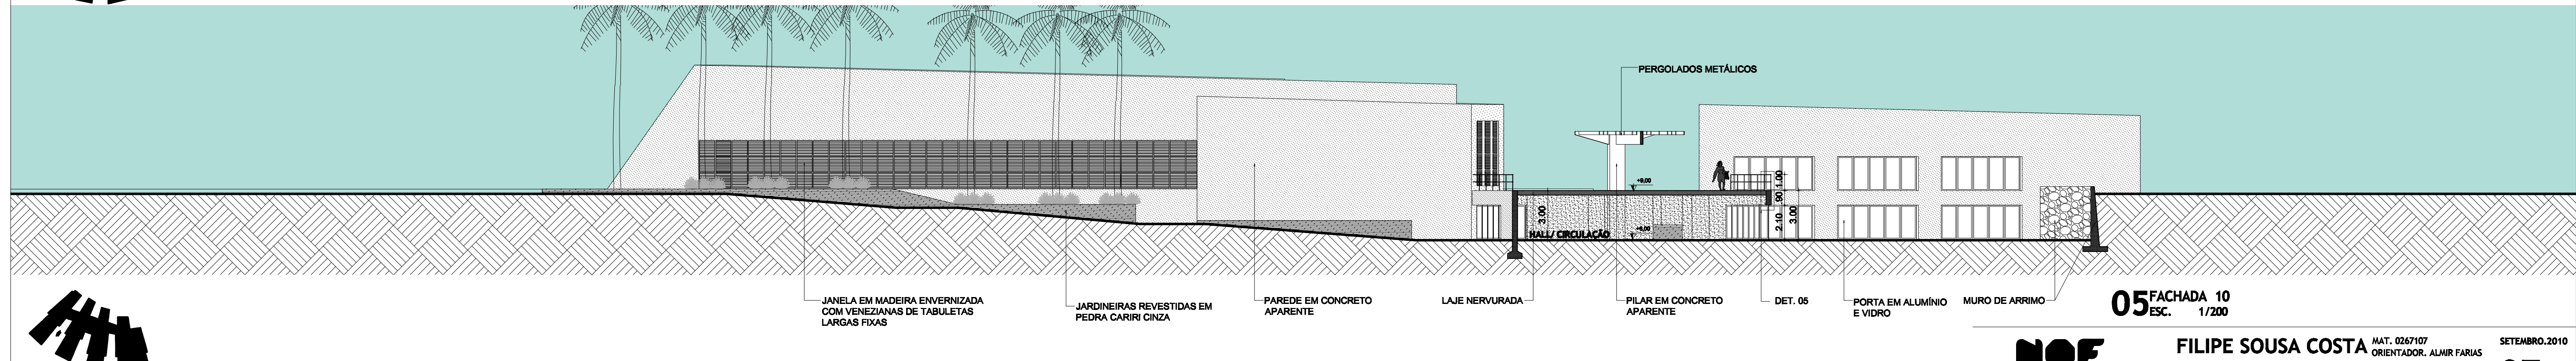 PERGOLADOS METÁLICOS
+9,00
1.00
.90
2.10
3.00
3.00
HALL/ CIRCULAÇÃO
+6,00
JANELA EM MADEIRA ENVERNIZADA
COM VENEZIANAS DE TABULETAS
LARGAS FIXAS
JARDINEIRAS REVESTIDAS EM
PEDRA CARIRI CINZA
PAREDE EM CONCRETO
APARENTE
LAJE NERVURADA
PILAR EM CONCRETO
APARENTE
DET. 05
PORTA EM ALUMÍNIO
E VIDRO
MURO DE ARRIMO
05 FACHADA 10
ESC. 1/200
FILIPE SOUSA COSTA
MAT. 0267107
ORIENTADOR. ALMIR FARIAS
SETEMBRO.2010